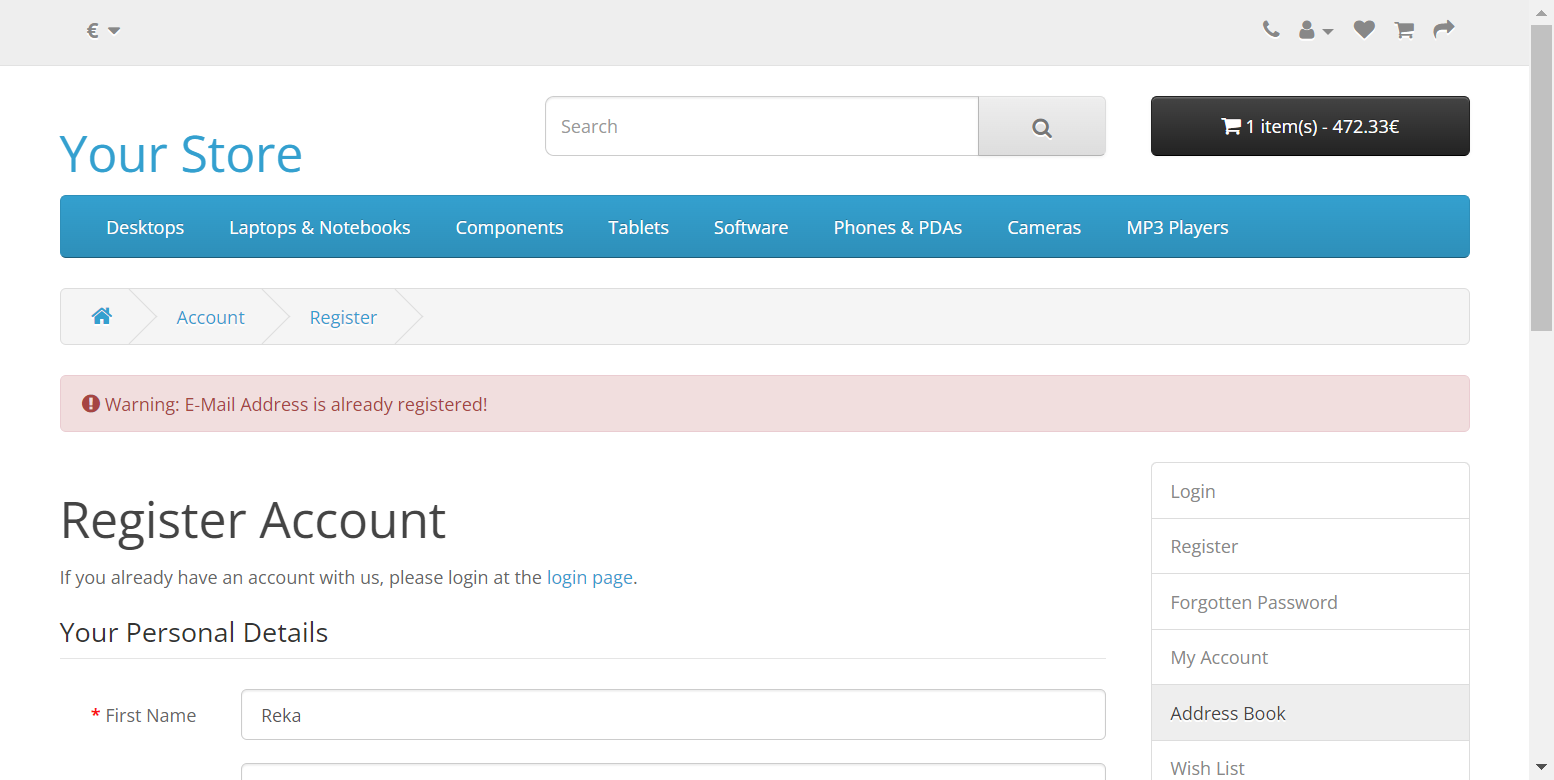 €
Search
1 item(s) - 472.33€
Your Store
Desktops Laptops & Notebooks Components Tablets Software Phones & PDAs Cameras MP3 Players
Account Register
Warning: E-Mail Address is already registered!
Register Account
If you already have an account with us, please login at the login page.
Your Personal Details
* First Name Reka
Login
Register
Forgotten Password
My Account
Address Book
Wish List